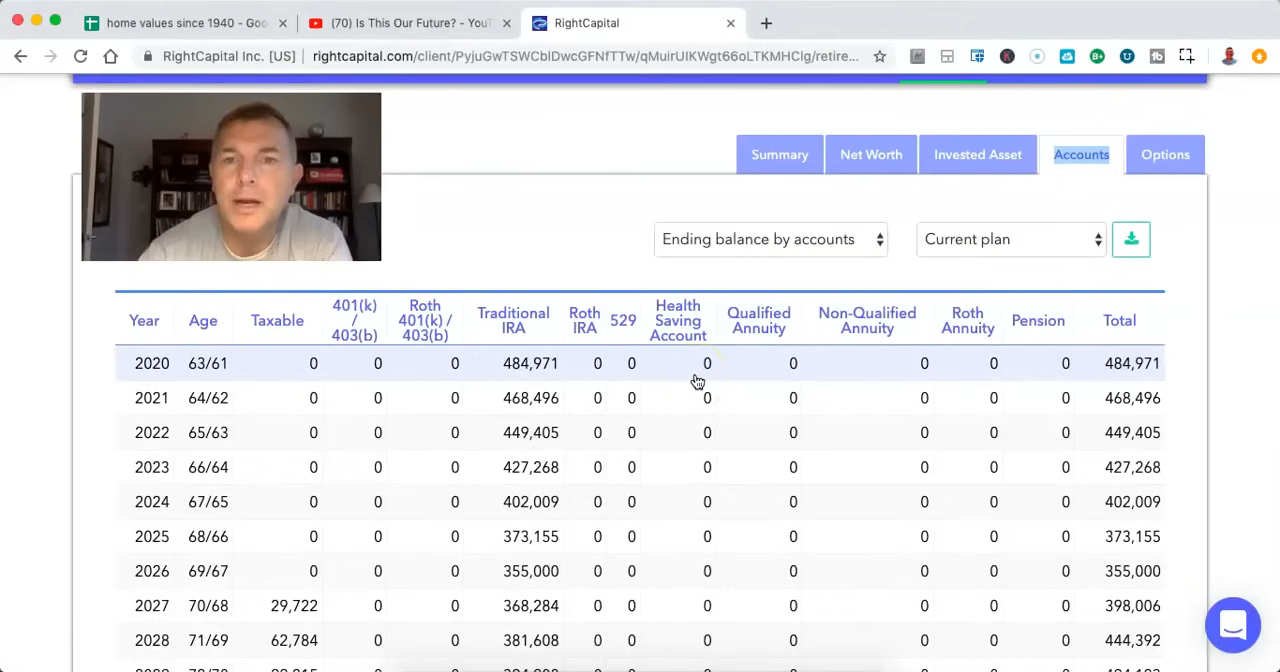 home values since 1940 - Goo
(70) Is This Our Future? - YouT
RightCapital
RightCapital Inc. [US]
rightcapital.com/client/PyjuGwTSWCblDwcGFNfTTw/qMuirUIKWgt66oLTKMHClg/retire...
Summary
Net Worth
Invested Asset
Accounts
Options
Ending balance by accounts
Current plan
Year Age Taxable 401(k) / 403(b) Roth 401(k) / 403(b) Traditional IRA Roth IRA 529 Health Saving Account Qualified Annuity Non-Qualified Annuity Roth Annuity Pension Total
2020 63/61 0 0 0 484,971 0 0 0 0 0 0 0 484,971
2021 64/62 0 0 0 468,496 0 0 0 0 0 0 0 468,496
2022 65/63 0 0 0 449,405 0 0 0 0 0 0 0 449,405
2023 66/64 0 0 0 427,268 0 0 0 0 0 0 0 427,268
2024 67/65 0 0 0 402,009 0 0 0 0 0 0 0 402,009
2025 68/66 0 0 0 373,155 0 0 0 0 0 0 0 373,155
2026 69/67 0 0 0 355,000 0 0 0 0 0 0 0 355,000
2027 70/68 29,722 0 0 368,284 0 0 0 0 0 0 0 398,006
2028 71/69 62,784 0 0 381,608 0 0 0 0 0 0 0 444,392